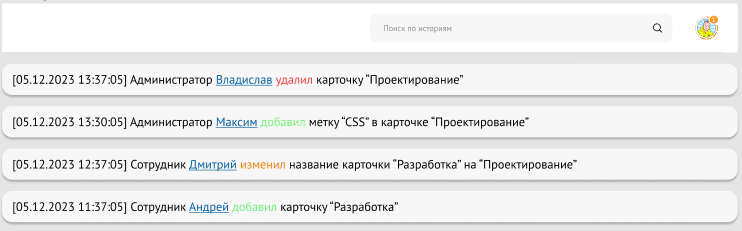 Поиск по историям
1
[05.12.2023 13:37:05] Администратор Владислав удалил карточку “Проектирование”
[05.12.2023 13:30:05] Администратор Максим добавил метку “CSS” в карточке “Проектирование”
[05.12.2023 12:37:05] Сотрудник Дмитрий изменил название карточки “Разработка” на “Проектирование”
[05.12.2023 11:37:05] Сотрудник Андрей добавил карточку “Разработка”